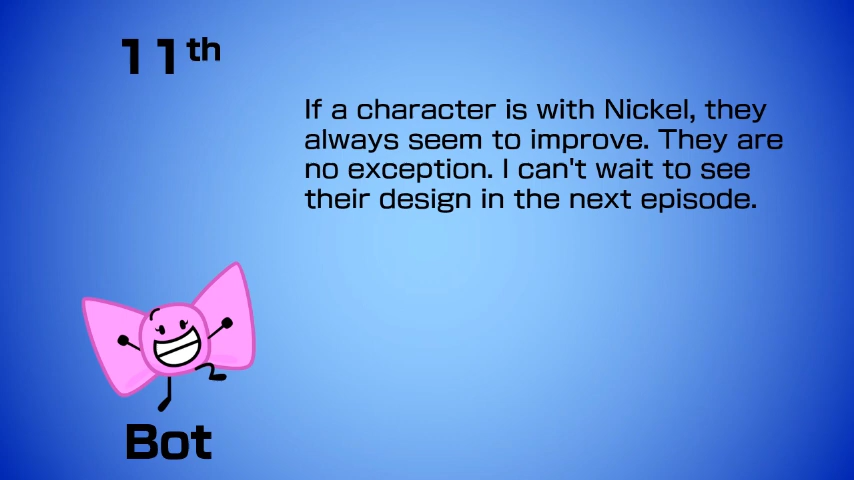 11th
If a character is with Nickel, they
always seem to improve. They are
no exception. I can't wait to see
their design in the next episode.
Bot